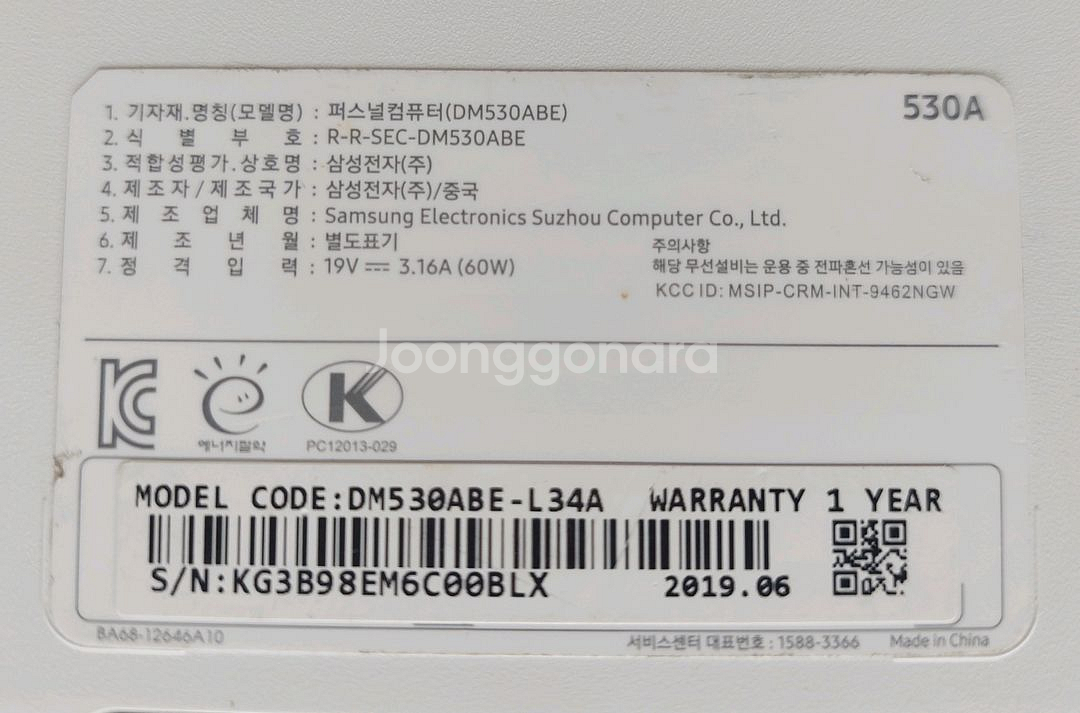 530A
1. 기자재.명칭(모델명) : 퍼스널컴퓨터(DM530ABE)
2. 식 별 부 호 : R-R-SEC-DM530ABE
3. 적합성평가.상호명 : 삼성전자(주)
4. 제조자/제조국가 : 삼성전자(주)/중국
5. 제 조 업 체 명 : Samsung Electronics Suzhou Computer Co., Ltd.
6. 제 조 년 월 : 별도표기
7. 정 격 입 력 : 19V 3.16A (60W)
주의사항
해당 무선설비는 운용 중 전파혼선 가능성이 있음
KCC ID: MSIP-CRM-INT-9462NGW
Joonggonara
에너지절약
K
PC12013-029
MODEL CODE:DM530ABE-L34A WARRANTY 1 YEAR
S/N:KG3B98EM6C00BLX 2019.06
BA68-12646A10
서비스센터 대표번호 : 1588-3366 Made in China